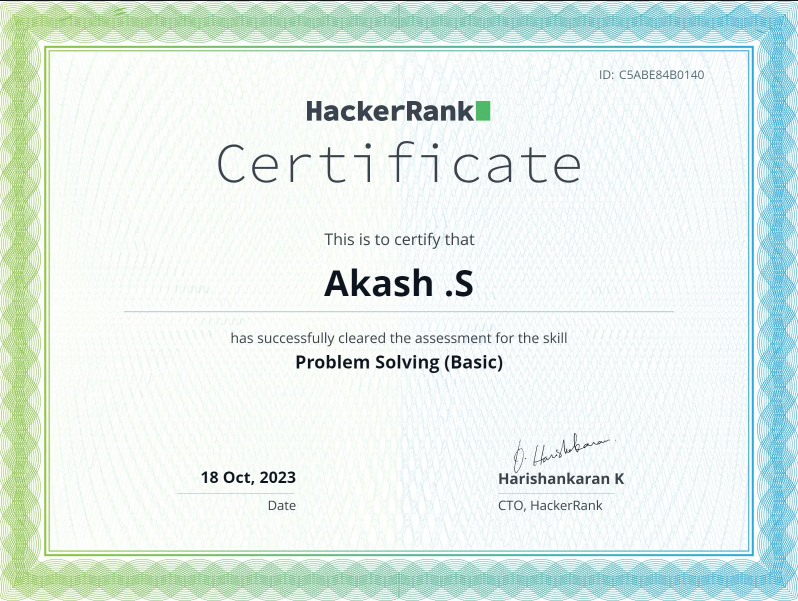 ID: C5ABE84B0140
HackerRank
Certificate
This is to certify that
Akash .S
has successfully cleared the assessment for the skill
Problem Solving (Basic)
18 Oct, 2023
Date
Harishankaran K
CTO, HackerRank